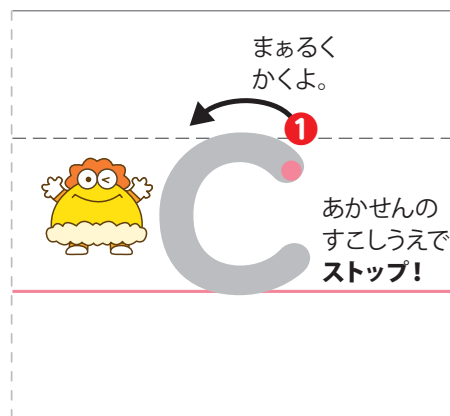 まぁるく
かくよ。
1
c
あかせんの
すこしうえで
ストップ！